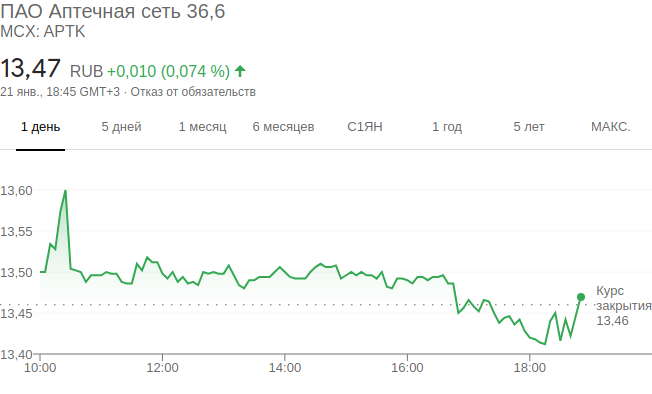 ПАО Аптечная сеть 36,6
MCX: APTK
13,47 RUB +0,010 (0,074 %)
21 янв., 18:45 GMT+3 · Отказ от обязательств
1 день 5 дней 1 месяц 6 месяцев С1ЯН 1 год 5 лет МАКС.
13,60
13,55
13,50
Курс
закрытия
13,46
13,45
13,40
10:00 12:00 14:00 16:00 18:00